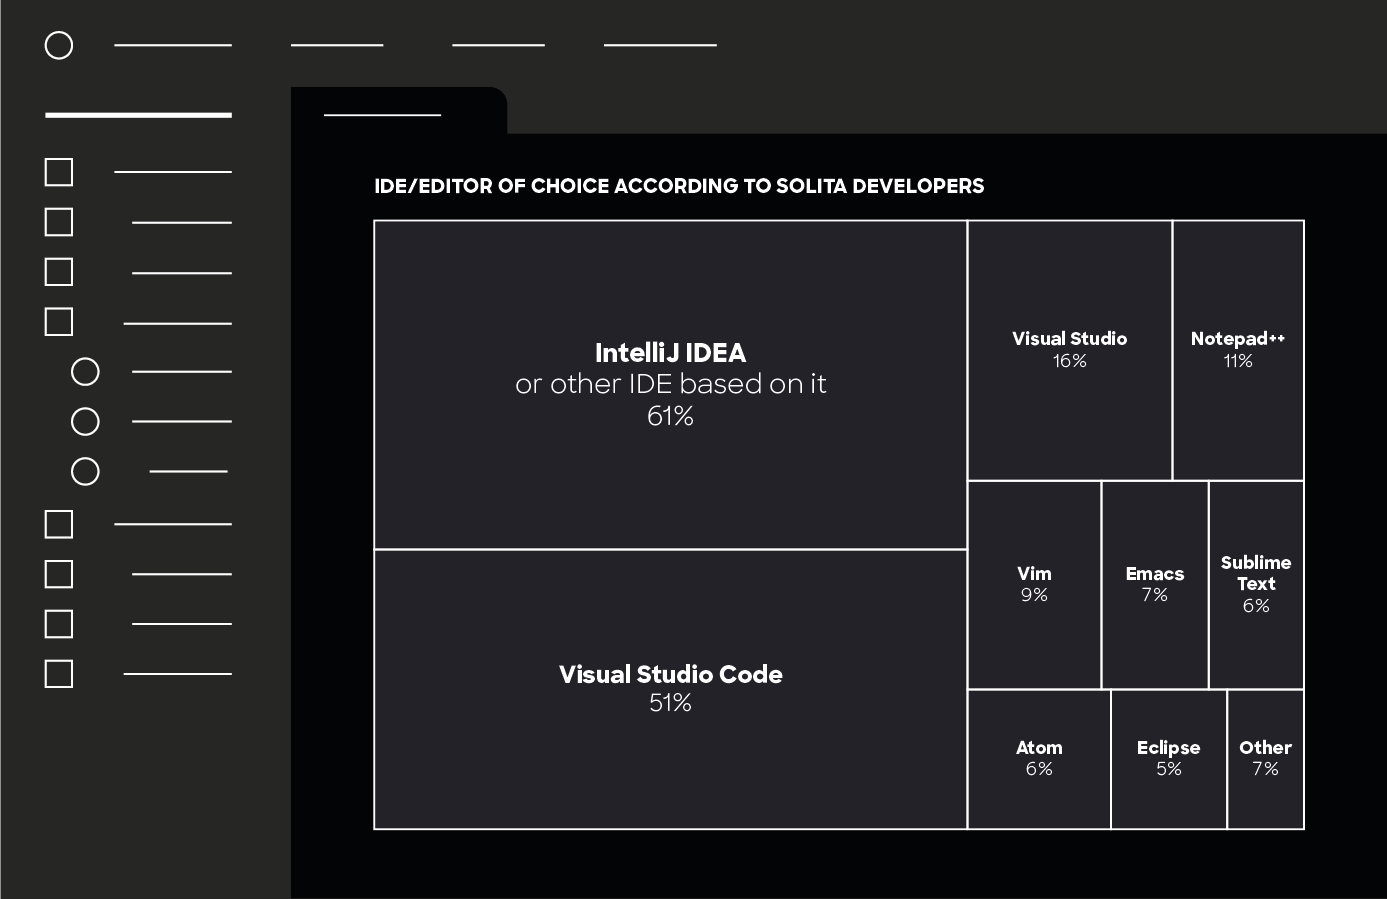 IDE/EDITOR OF CHOICE ACCORDING TO SOLITA DEVELOPERS
IntelliJ IDEA
or other IDE based on it
61%
Visual Studio
16%
Notepad++
11%
Visual Studio Code
51%
Vim
9%
Emacs
7%
Sublime
Text
6%
Atom
6%
Eclipse
5%
Other
7%